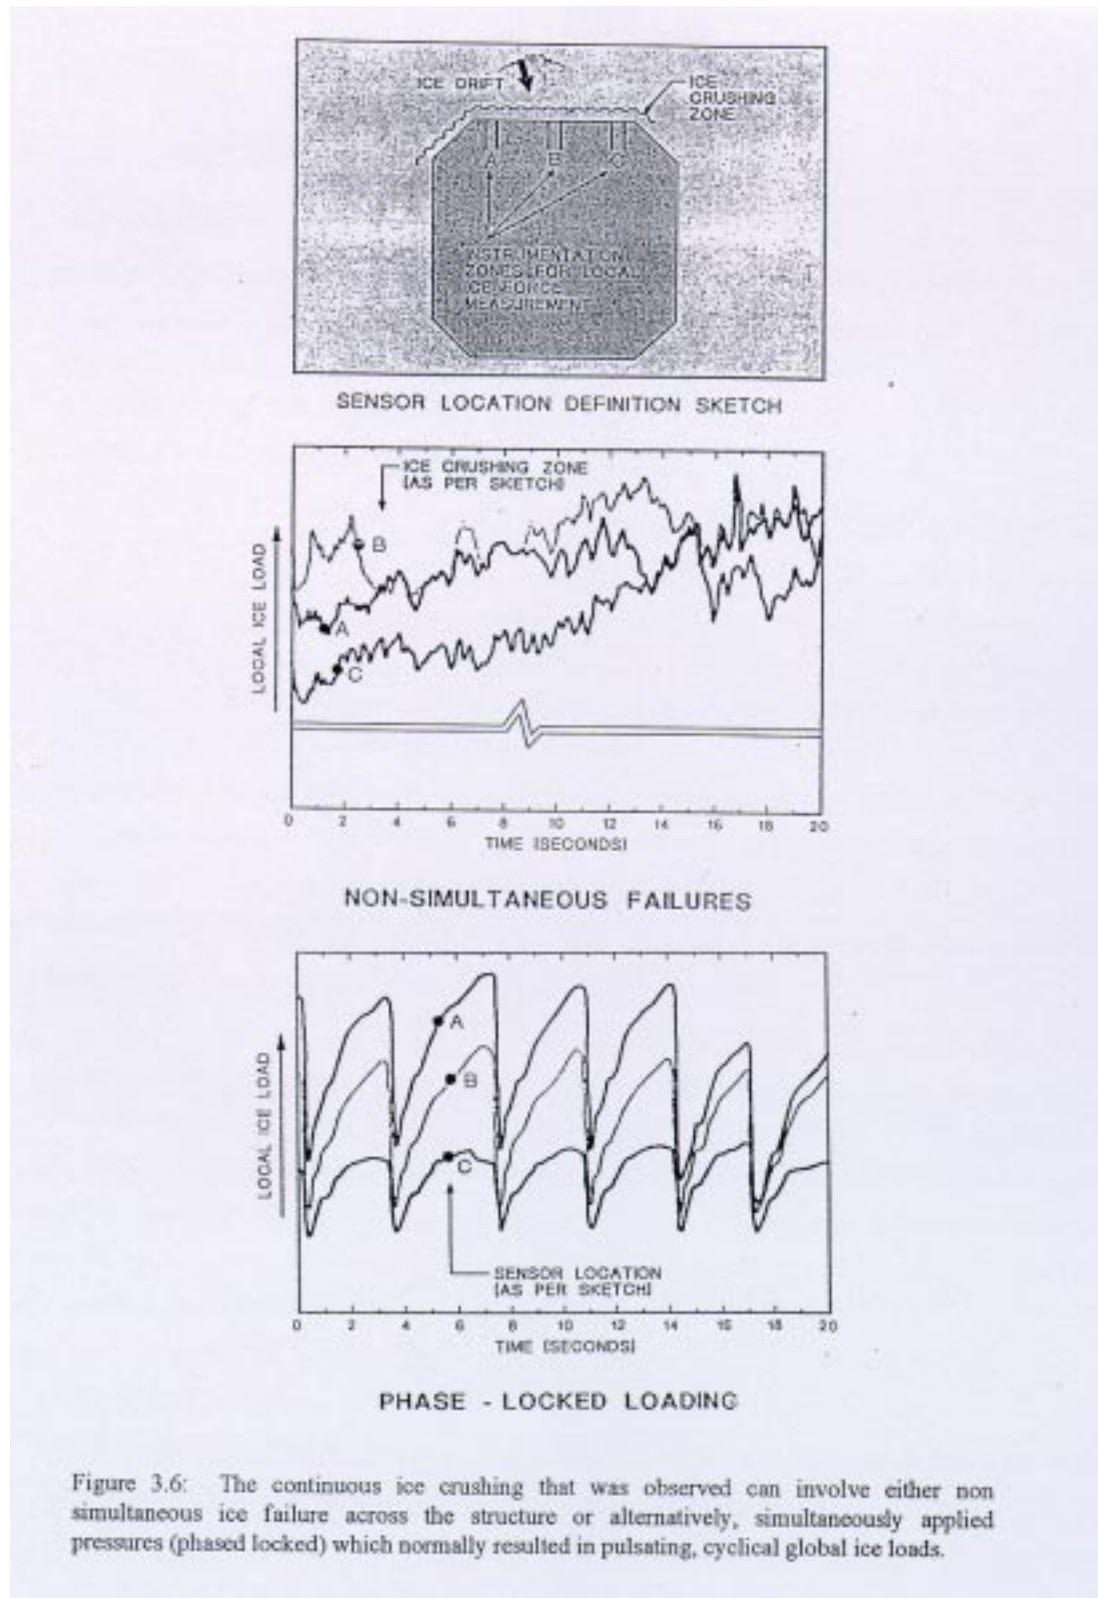 ICE DRIFT
ICE
CRUSHING
ZONE
A
B
C
INSTRUMENTATION
ZONES FOR LOCAL
ICE FORCE
MEASUREMENT
SENSOR LOCATION DEFINITION SKETCH
ICE CRUSHING ZONE
(AS PER SKETCH)
B
A
C
LOCAL ICE LOAD
0 2 4 6 8 10 12 14 16 18 20
TIME (SECONDS)
NON-SIMULTANEOUS FAILURES
A
B
C
LOCAL ICE LOAD
SENSOR LOCATION
(AS PER SKETCH)
0 2 4 6 8 10 12 14 16 18 20
TIME (SECONDS)
PHASE - LOCKED LOADING
Figure 3.6: The continuous ice crushing that was observed can involve either non
simultaneous ice failure across the structure or alternatively, simultaneously applied
pressures (phased locked) which normally resulted in pulsating, cyclical global ice loads.